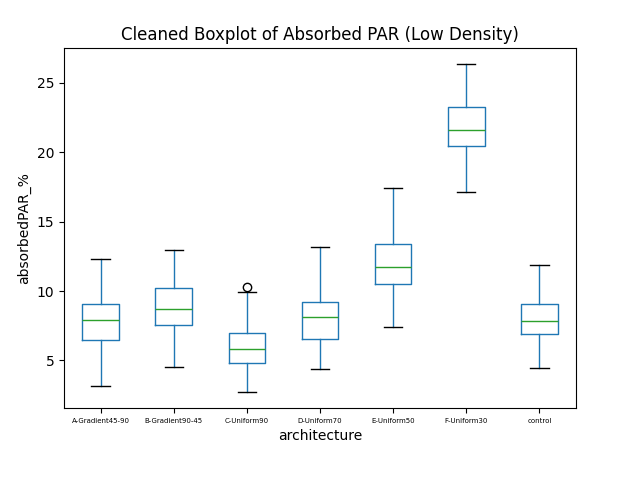 Cleaned Boxplot of Absorbed PAR (Low Density)
absorbedPAR_%
25
20
15
10
5
A-Gradient45-90 B-Gradient90-45 C-Uniform90 D-Uniform70 E-Uniform50 F-Uniform30 control
architecture